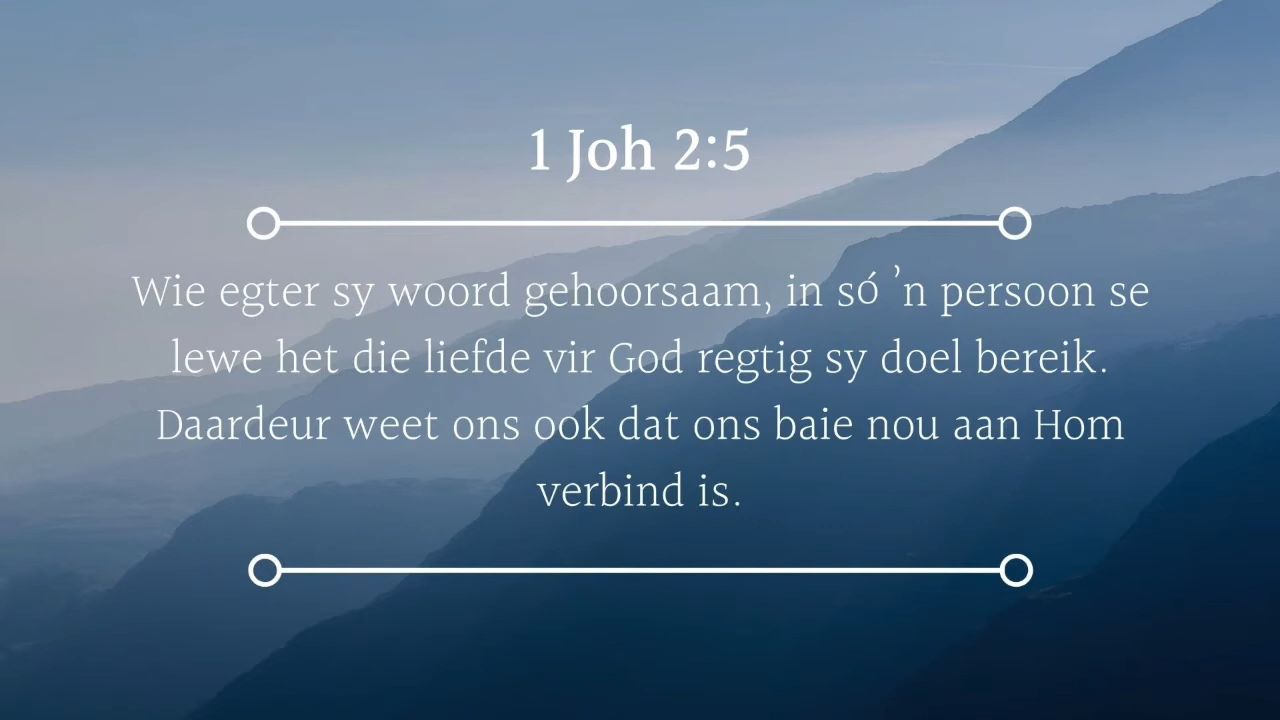 1 Joh 2:5
Wie egter sy woord gehoorsaam, in só ’n persoon se
lewe het die liefde vir God regtig sy doel bereik.
Daardeur weet ons ook dat ons baie nou aan Hom
verbind is.